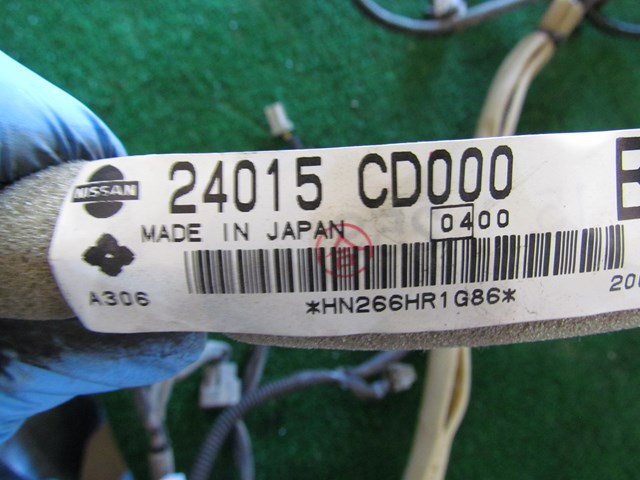 NISSAN 24015 CD000
MADE IN JAPAN 0400
A306 *HN266HR1G86*